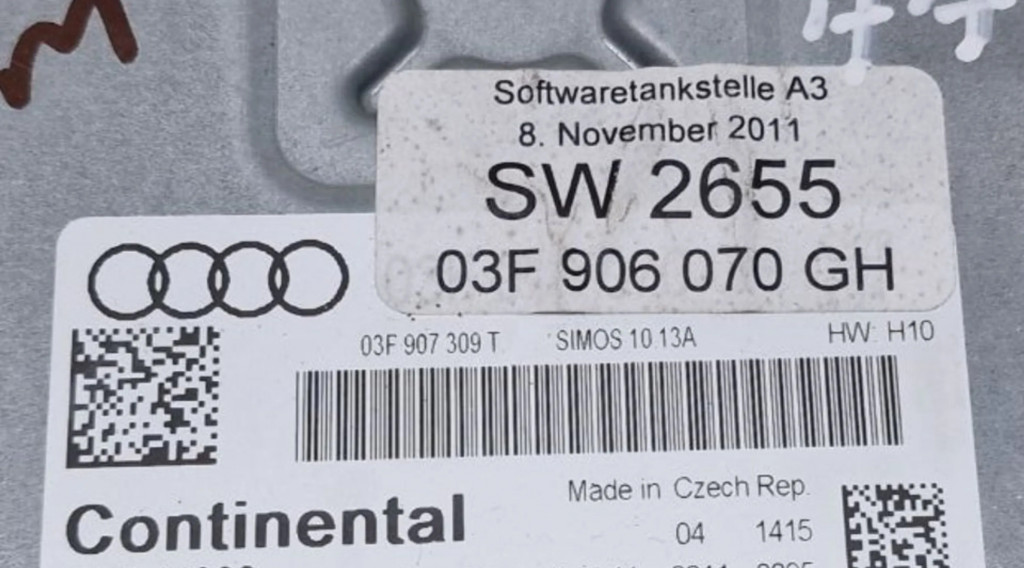 Softwaretankstelle A3
8. November 2011
SW 2655
03F 906 070 GH
03F 907 309 T SIMOS 10.13A HW: H10
Made in Czech Rep.
Continental
04 1415